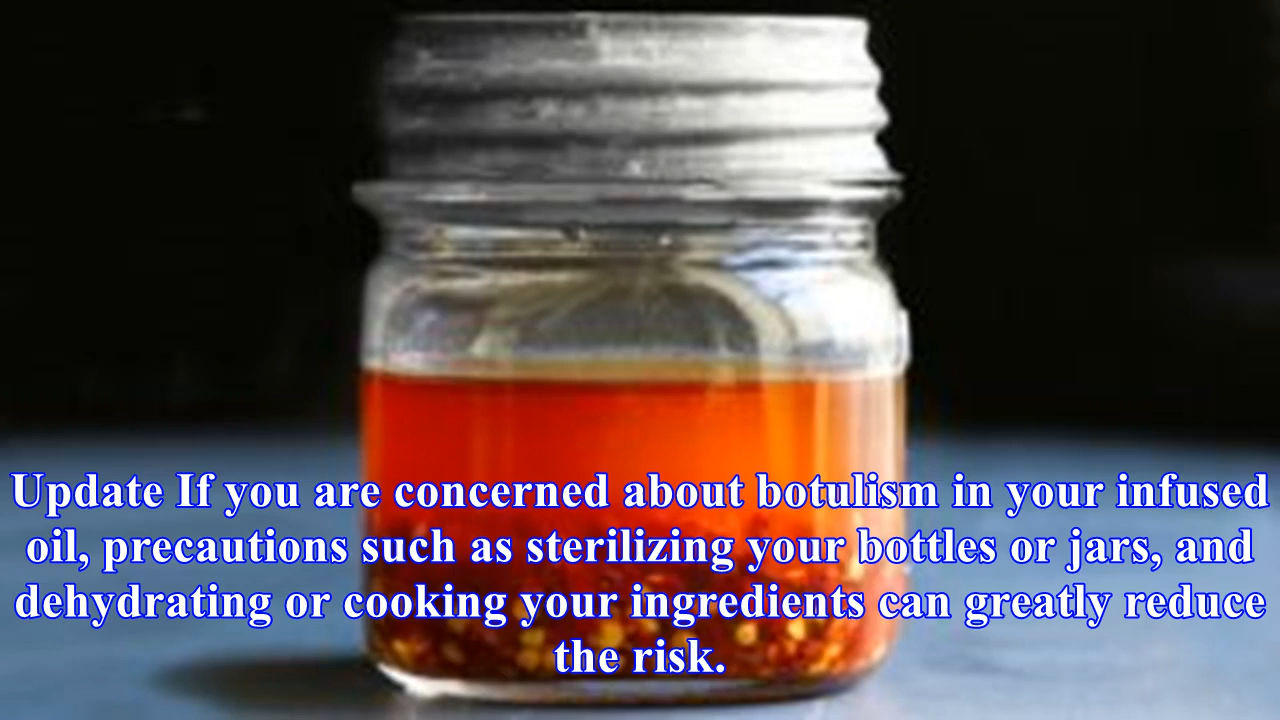 Update If you are concerned about botulism in your infused
oil, precautions such as sterilizing your bottles or jars, and
dehydrating or cooking your ingredients can greatly reduce
the risk.